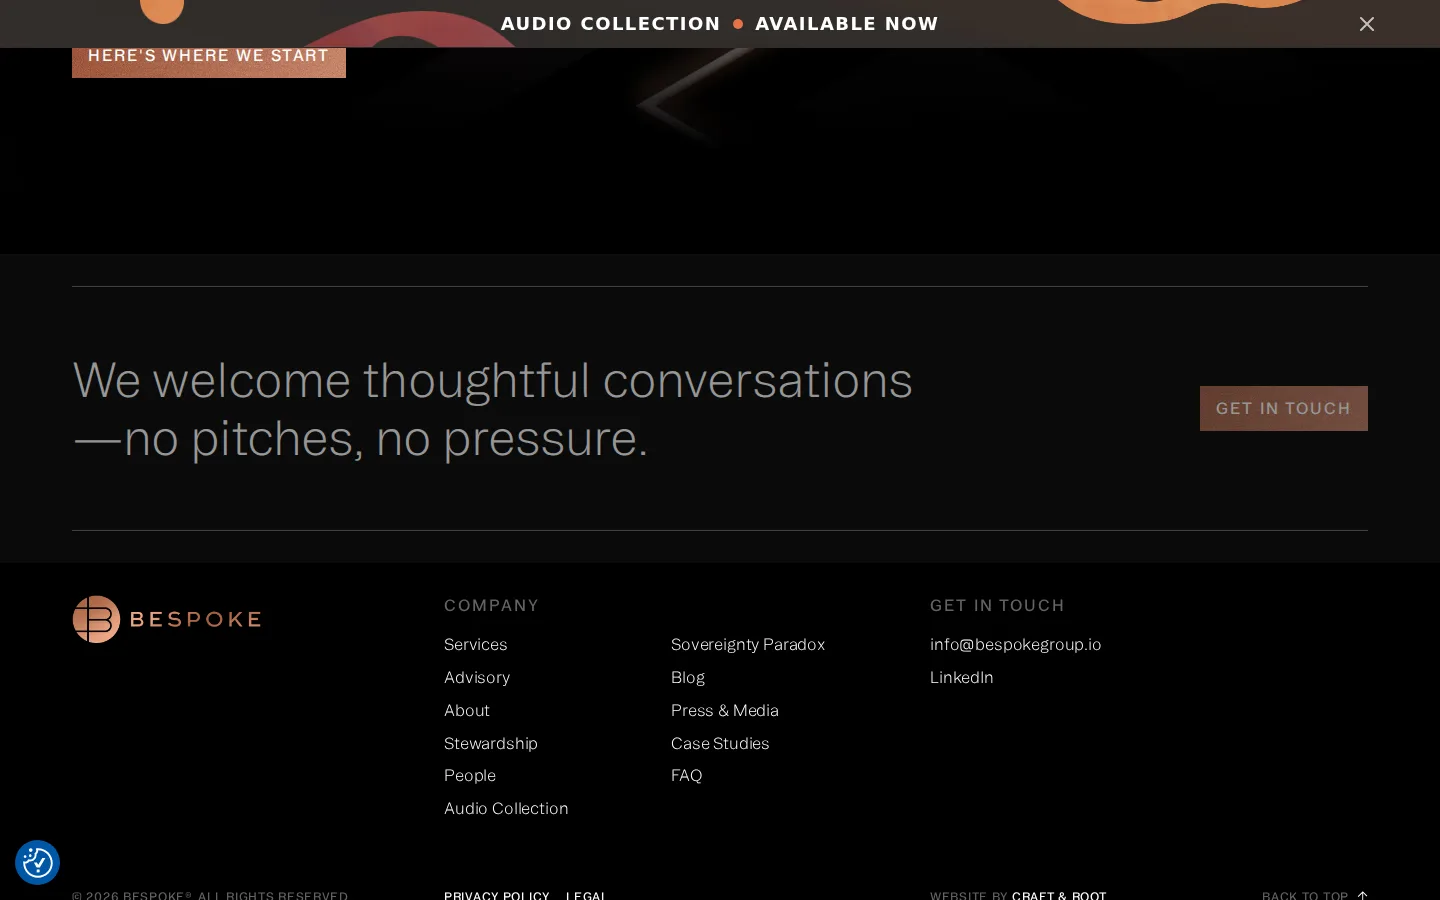 AUDIO COLLECTION ● AVAILABLE NOW
HERE'S WHERE WE START
We welcome thoughtful conversations
—no pitches, no pressure.
GET IN TOUCH
BESPOKE
COMPANY
Services
Advisory
About
Stewardship
People
Audio Collection
Sovereignty Paradox
Blog
Press & Media
Case Studies
FAQ
GET IN TOUCH
info@bespokegroup.io
LinkedIn
© 2026 BESPOKE® ALL RIGHTS RESERVED
PRIVACY POLICY LEGAL
WEBSITE BY CRAFT & ROOT
BACK TO TOP ↑